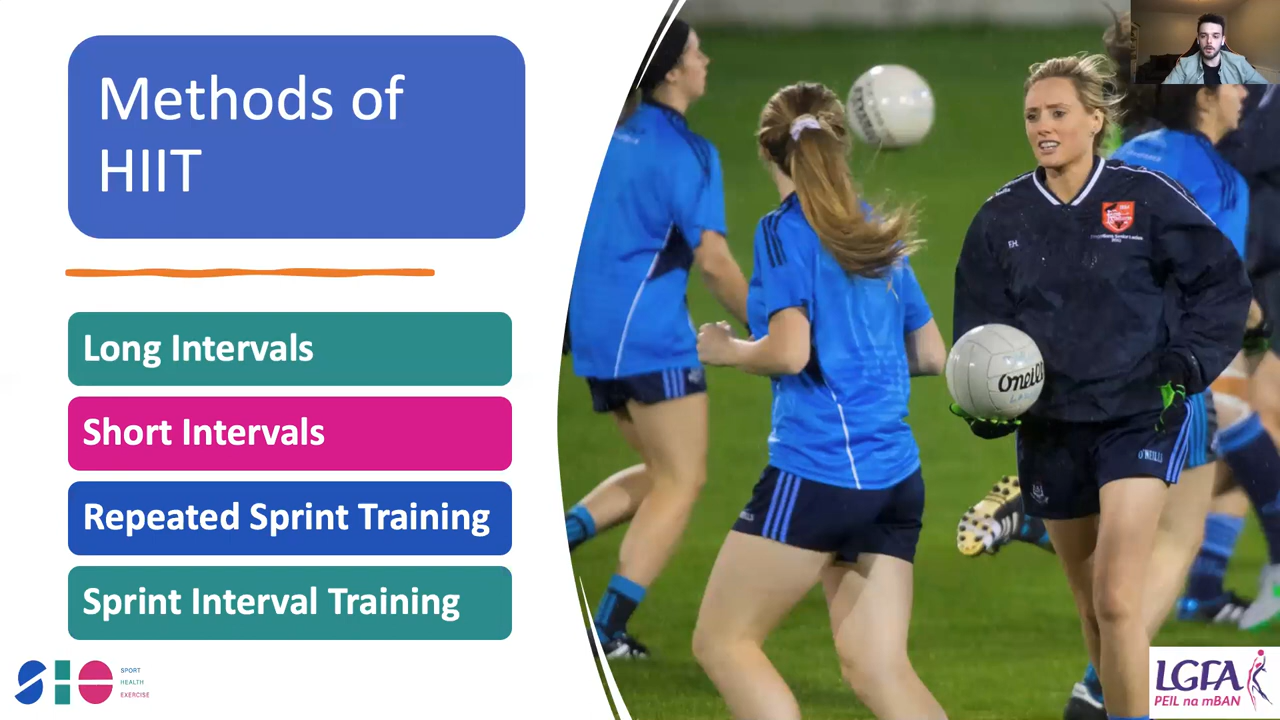 Methods of
HIIT
Long Intervals
Short Intervals
Repeated Sprint Training
Sprint Interval Training
SPORT
HEALTH
EXERCISE
EH.
O'NEILLS
LGFA
PEIL na mBAN